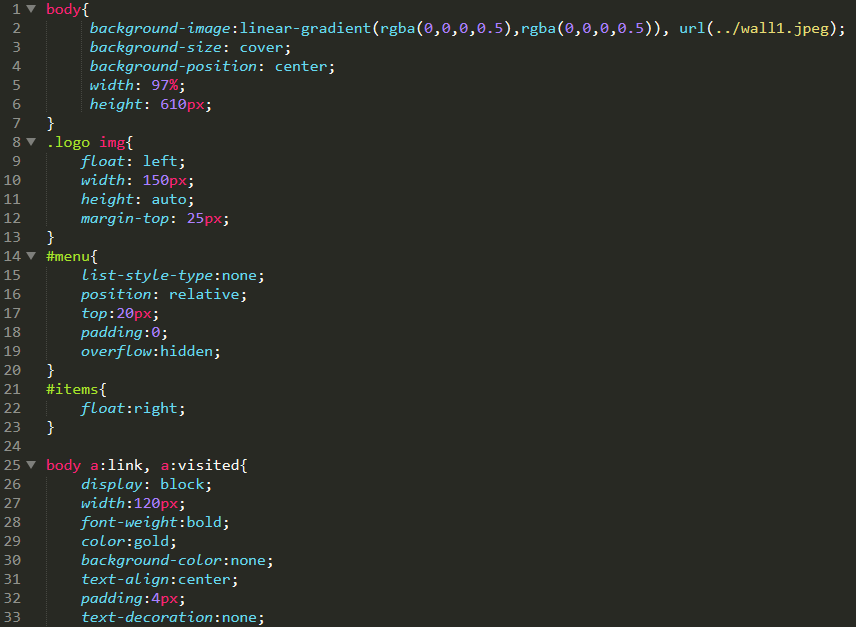 1 body{
2 background-image:linear-gradient(rgba(0,0,0,0.5),rgba(0,0,0,0.5)), url(../wall1.jpeg);
3 background-size: cover;
4 background-position: center;
5 width: 97%;
6 height: 610px;
7 }
8 .logo img{
9 float: left;
10 width: 150px;
11 height: auto;
12 margin-top: 25px;
13 }
14 #menu{
15 list-style-type:none;
16 position: relative;
17 top:20px;
18 padding:0;
19 overflow:hidden;
20 }
21 #items{
22 float:right;
23 }
24
25 body a:link, a:visited{
26 display: block;
27 width:120px;
28 font-weight:bold;
29 color:gold;
30 background-color:none;
31 text-align:center;
32 padding:4px;
33 text-decoration:none;